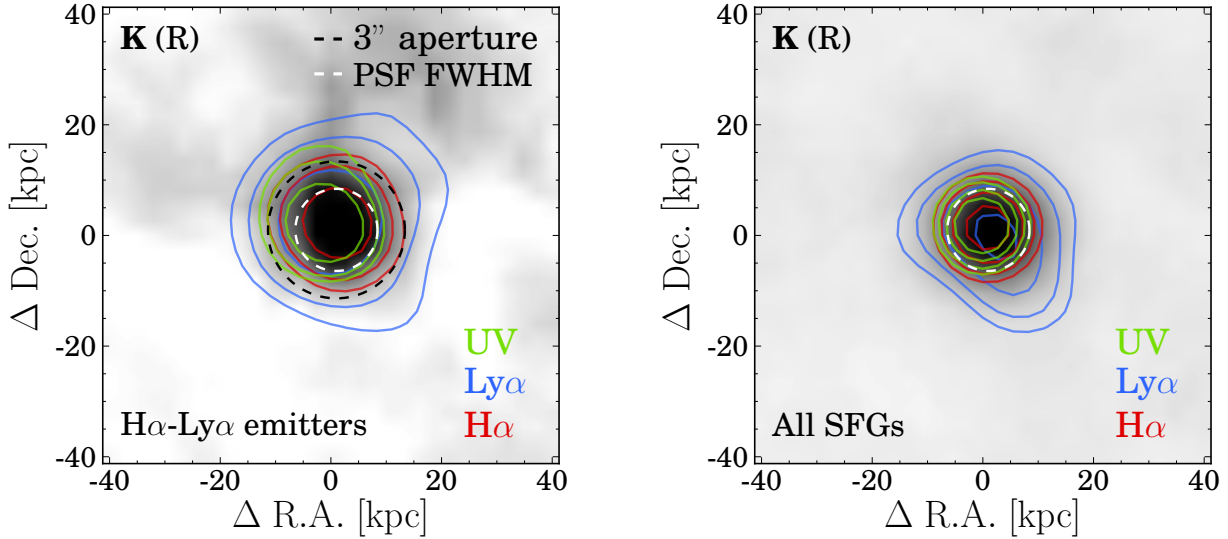 K (R)
3” aperture
PSF FWHM
UV
Lyα
Hα-Lyα emitters
Hα
40
20
0
-20
-40
-40
-20
0
20
40
Δ Dec. [kpc]
Δ R.A. [kpc]
K (R)
UV
Lyα
All SFGs
Hα
40
20
0
-20
-40
-40
-20
0
20
40
Δ Dec. [kpc]
Δ R.A. [kpc]